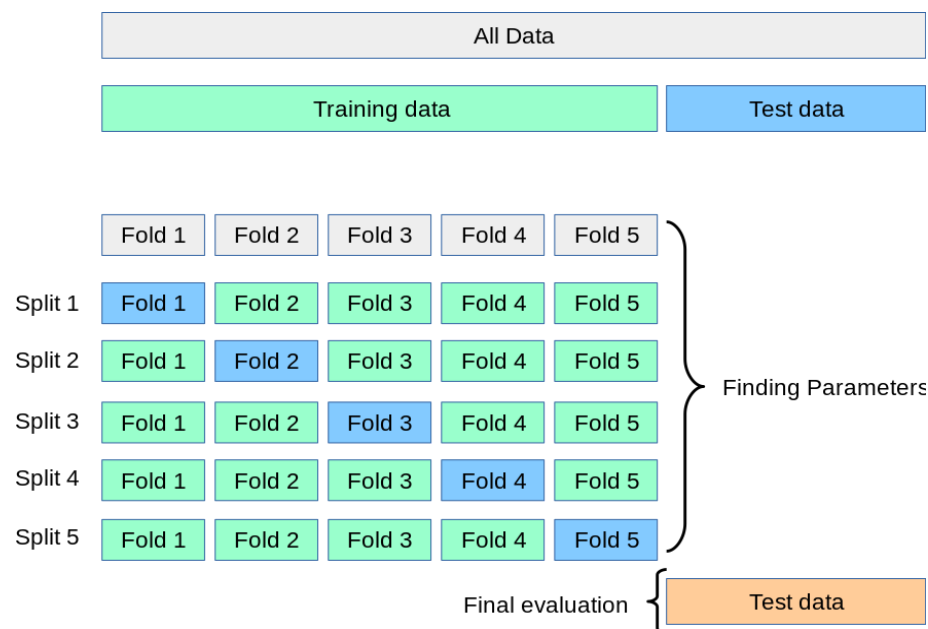 All Data
Training data Test data
Fold 1 Fold 2 Fold 3 Fold 4 Fold 5
Split 1 Fold 1 Fold 2 Fold 3 Fold 4 Fold 5
Split 2 Fold 1 Fold 2 Fold 3 Fold 4 Fold 5
Finding Parameters
Split 3 Fold 1 Fold 2 Fold 3 Fold 4 Fold 5
Split 4 Fold 1 Fold 2 Fold 3 Fold 4 Fold 5
Split 5 Fold 1 Fold 2 Fold 3 Fold 4 Fold 5
Final evaluation Test data